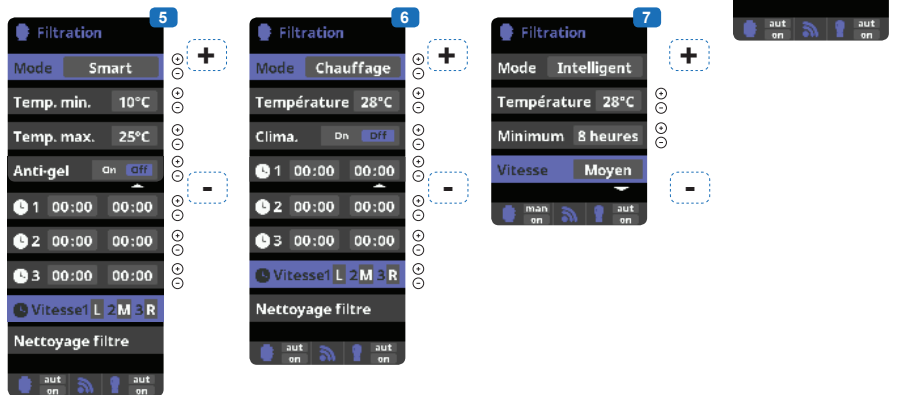 5
Filtration
Mode Smart
Temp. min. 10°C
Temp. max. 25°C
Anti-gel On Off
1 00:00 00:00
2 00:00 00:00
3 00:00 00:00
Vitesse1 L 2 M 3 R
Nettoyage filtre
aut on aut on
+
-
6
Filtration
Mode Chauffage
Température 28°C
Clima. On Off
1 00:00 00:00
2 00:00 00:00
3 00:00 00:00
Vitesse1 L 2 M 3 R
Nettoyage filtre
aut on aut on
+
-
7
Filtration
Mode Intelligent
Température 28°C
Minimum 8 heures
Vitesse Moyen
man on aut on
+
-
aut on aut on